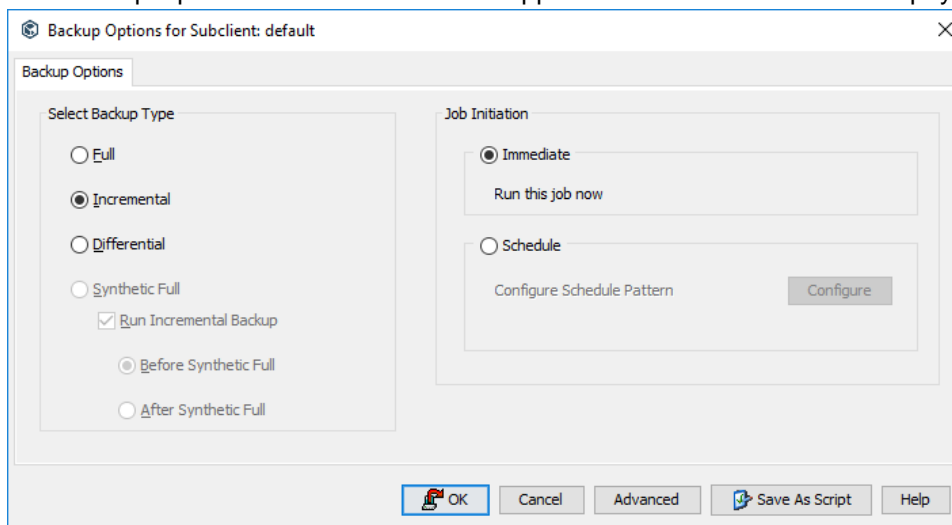 Backup Options for Subclient: default
Backup Options
Select Backup Type
Full
Incremental
Differential
Synthetic Full
Run Incremental Backup
Before Synthetic Full
After Synthetic Full
Job Initiation
Immediate
Run this job now
Schedule
Configure Schedule Pattern
Configure
OK
Cancel
Advanced
Save As Script
Help